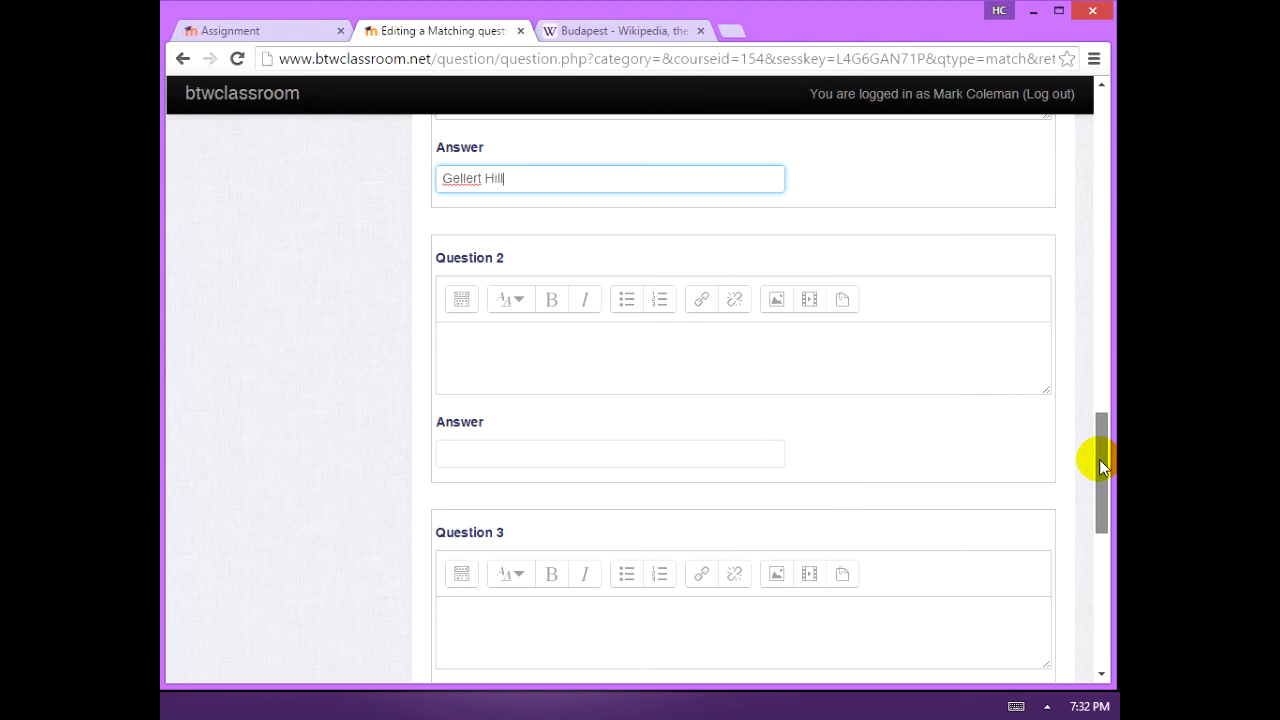 HC
Assignment
Editing a Matching quest
Budapest - Wikipedia, the
www.btwclassroom.net/question/question.php?category=&courseid=154&sesskey=L4G6GAN71P&qtype=match&ret
btwclassroom
You are logged in as Mark Coleman (Log out)
Answer
Gellert Hill
Question 2
Answer
Question 3
7:32 PM